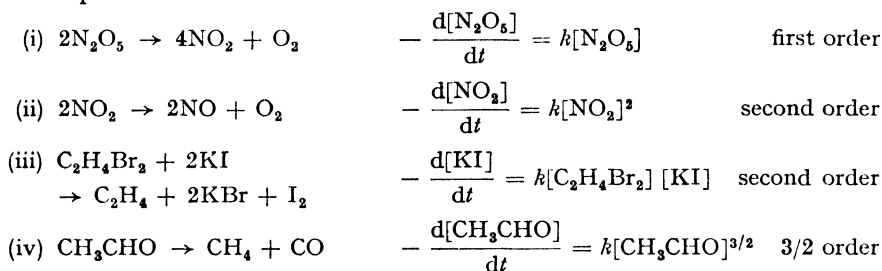 (i) 2N₂O₅ → 4NO₂ + O₂ − d[N₂O₅]/dt = k[N₂O₅] first order
(ii) 2NO₂ → 2NO + O₂ − d[NO₂]/dt = k[NO₂]² second order
(iii) C₂H₄Br₂ + 2KI
→ C₂H₄ + 2KBr + I₂ − d[KI]/dt = k[C₂H₄Br₂] [KI] second order
(iv) CH₃CHO → CH₄ + CO − d[CH₃CHO]/dt = k[CH₃CHO]³/² 3/2 order